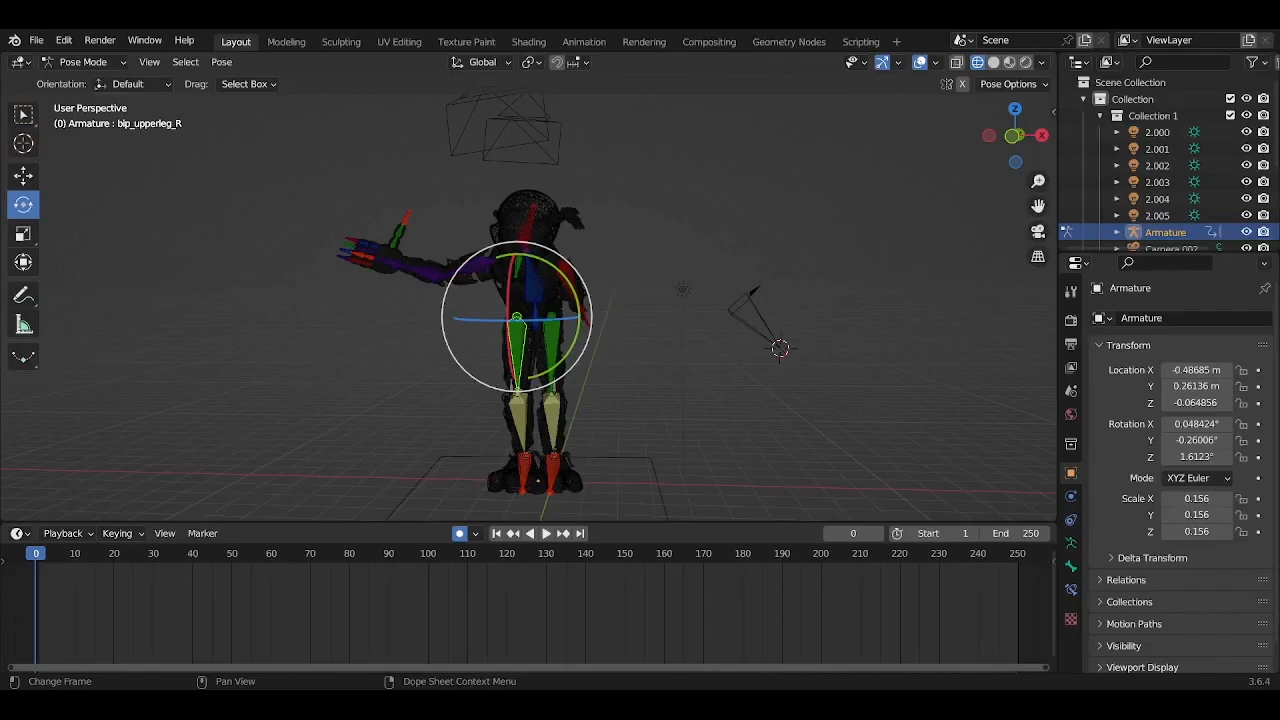 File Edit Render Window Help Layout Modeling Sculpting UV Editing Texture Paint Shading Animation Rendering Compositing Geometry Nodes Scripting + Scene ViewLayer
Pose Mode View Select Pose Global Pose Options
Orientation: Default Drag: Select Box X
User Perspective
(0) Armature : bip_upperleg_R
Z
X
Scene Collection
Collection
Collection 1
2.000
2.001
2.002
2.003
2.004
2.005
Armature
Camera.002
Armature
Armature
Transform
Location X -0.48685 m
Y 0.26136 m
Z -0.064856
Rotation X 0.048424°
Y -0.26006°
Z 1.6123°
Mode XYZ Euler
Scale X 0.156
Y 0.156
Z 0.156
Delta Transform
Relations
Collections
Motion Paths
Visibility
Viewport Display
Playback Keying View Marker 0 Start 1 End 250
0 10 20 30 40 50 60 70 80 90 100 110 120 130 140 150 160 170 180 190 200 210 220 230 240 250
Change Frame Pan View Dope Sheet Context Menu 3.6.4